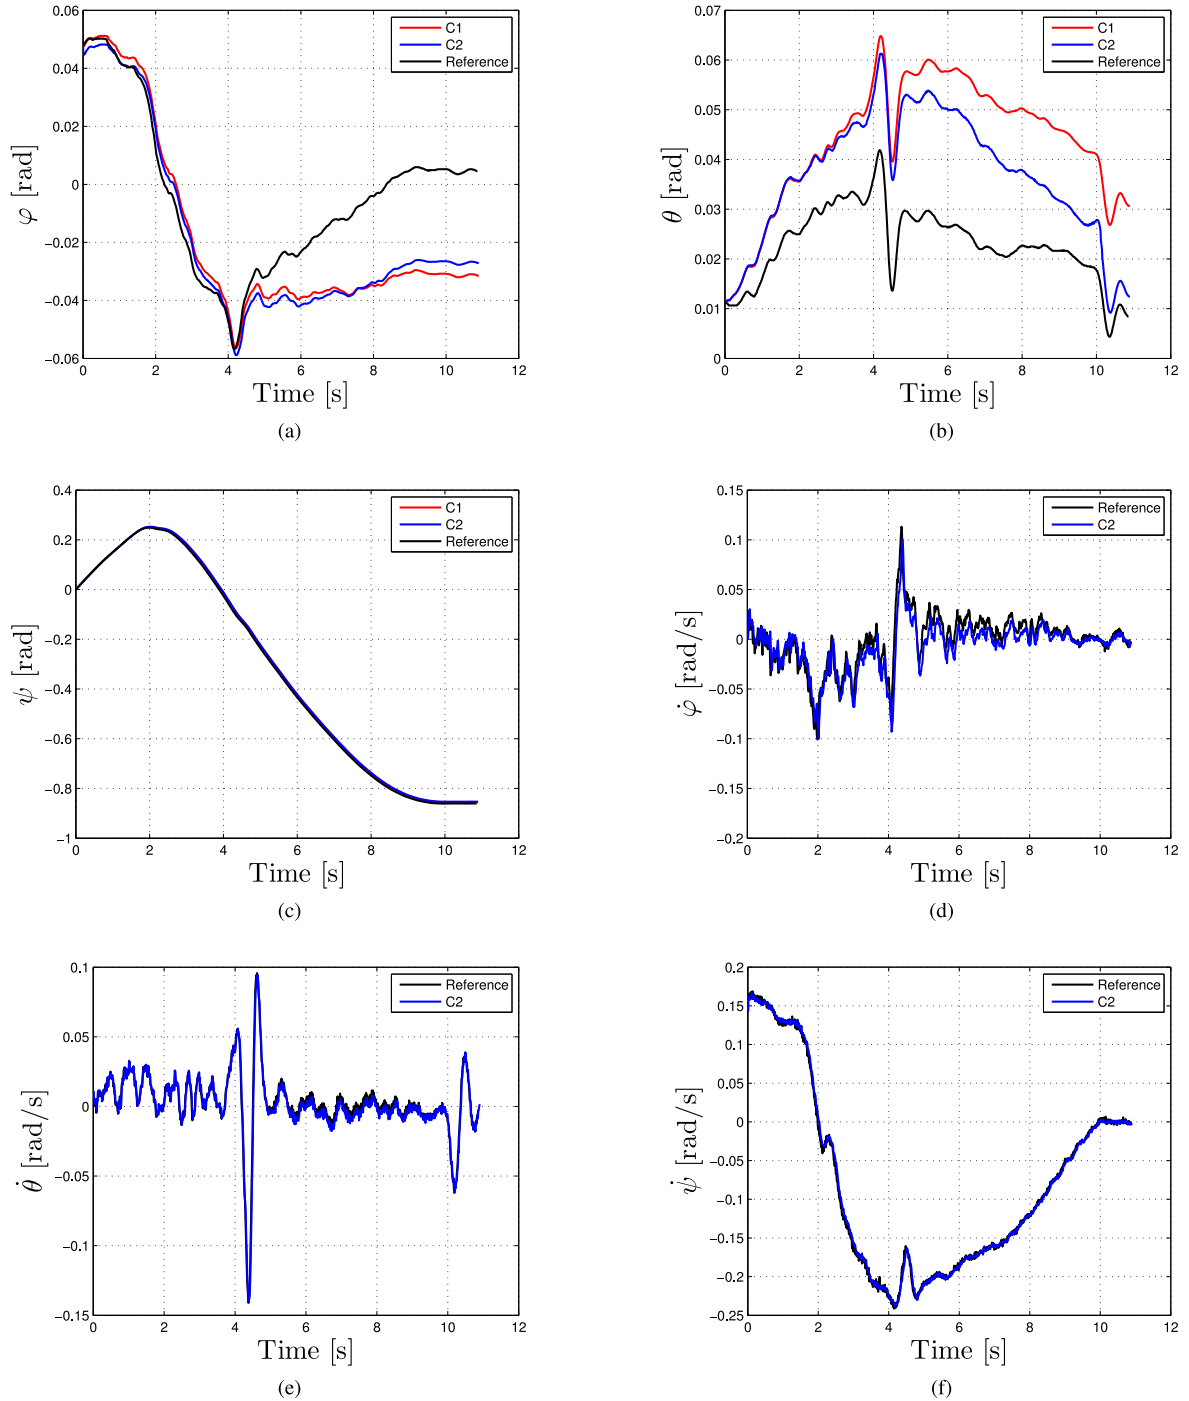 0.06
0.04
0.02
0
−0.02
−0.04
−0.06
0 2 4 6 8 10 12
φ [rad]
Time [s]
C1
C2
Reference
(a)
0.07
0.06
0.05
0.04
0.03
0.02
0.01
0
0 2 4 6 8 10 12
θ [rad]
Time [s]
C1
C2
Reference
(b)
0.4
0.2
0
−0.2
−0.4
−0.6
−0.8
−1
0 2 4 6 8 10 12
ψ [rad]
Time [s]
C1
C2
Reference
(c)
0.15
0.1
0.05
0
−0.05
−0.1
−0.15
−0.2
0 2 4 6 8 10 12
φ̇ [rad/s]
Time [s]
Reference
C2
(d)
0.1
0.05
0
−0.05
−0.1
−0.15
0 2 4 6 8 10 12
θ̇ [rad/s]
Time [s]
Reference
C2
(e)
0.2
0.15
0.1
0.05
0
−0.05
−0.1
−0.15
−0.2
−0.25
0 2 4 6 8 10 12
ψ̇ [rad/s]
Time [s]
Reference
C2
(f)